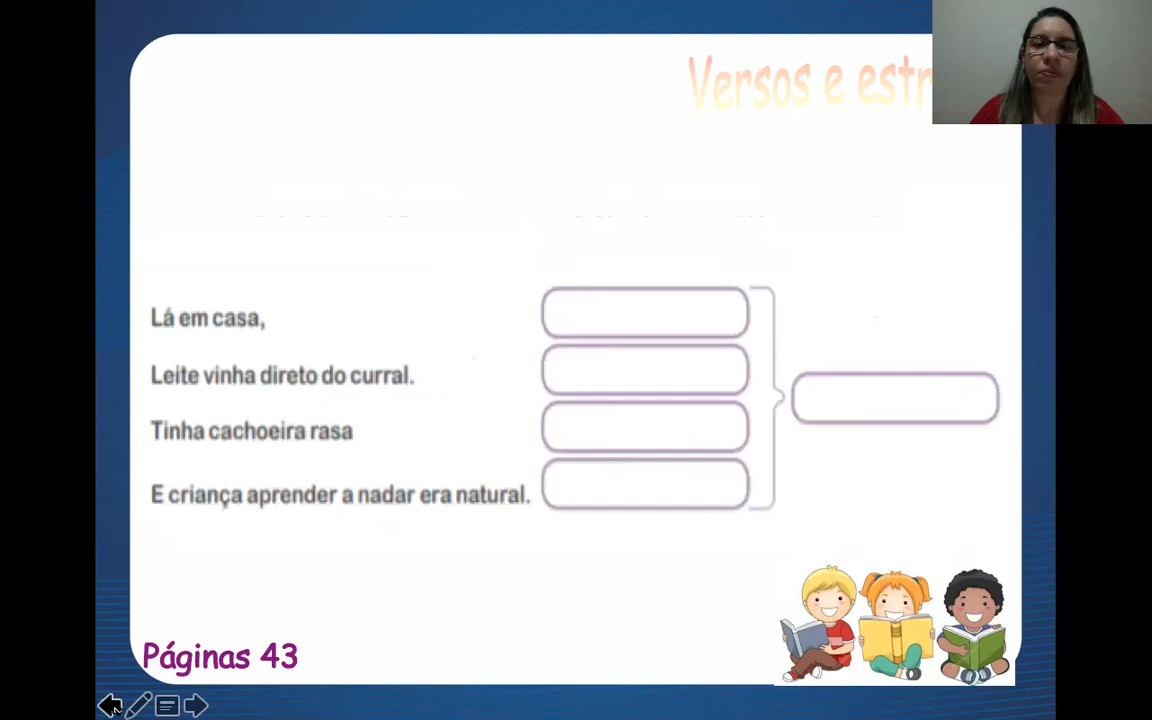 Versos e estr
Lá em casa,
Leite vinha direto do curral.
Tinha cachoeira rasa
E criança aprender a nadar era natural.
Páginas 43